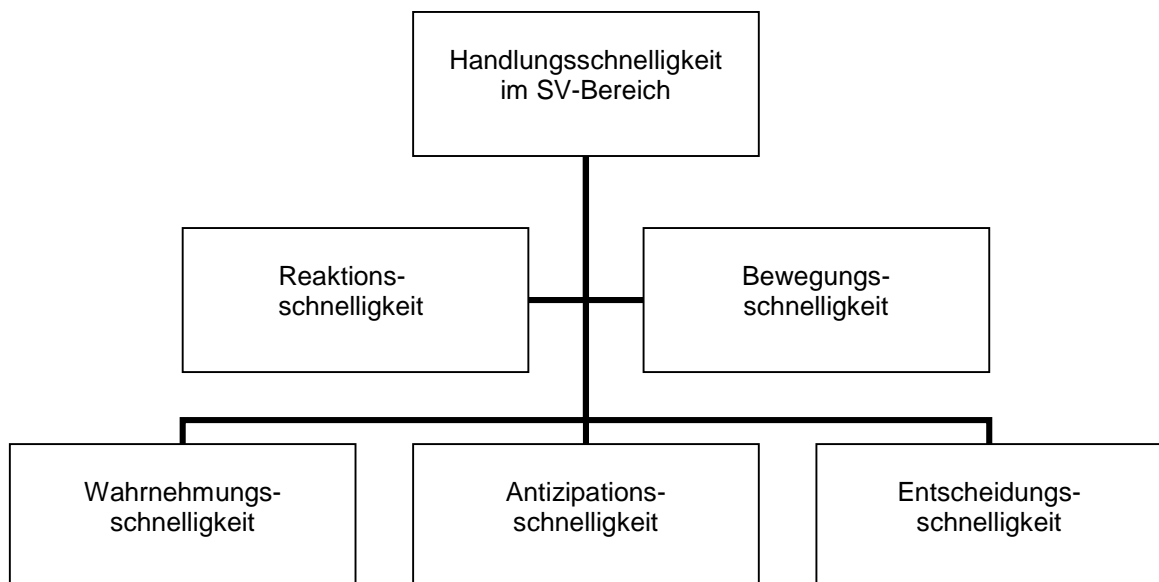 Handlungsschnelligkeit
im SV-Bereich
Reaktions-
schnelligkeit
Bewegungs-
schnelligkeit
Wahrnehmungs-
schnelligkeit
Antizipations-
schnelligkeit
Entscheidungs-
schnelligkeit